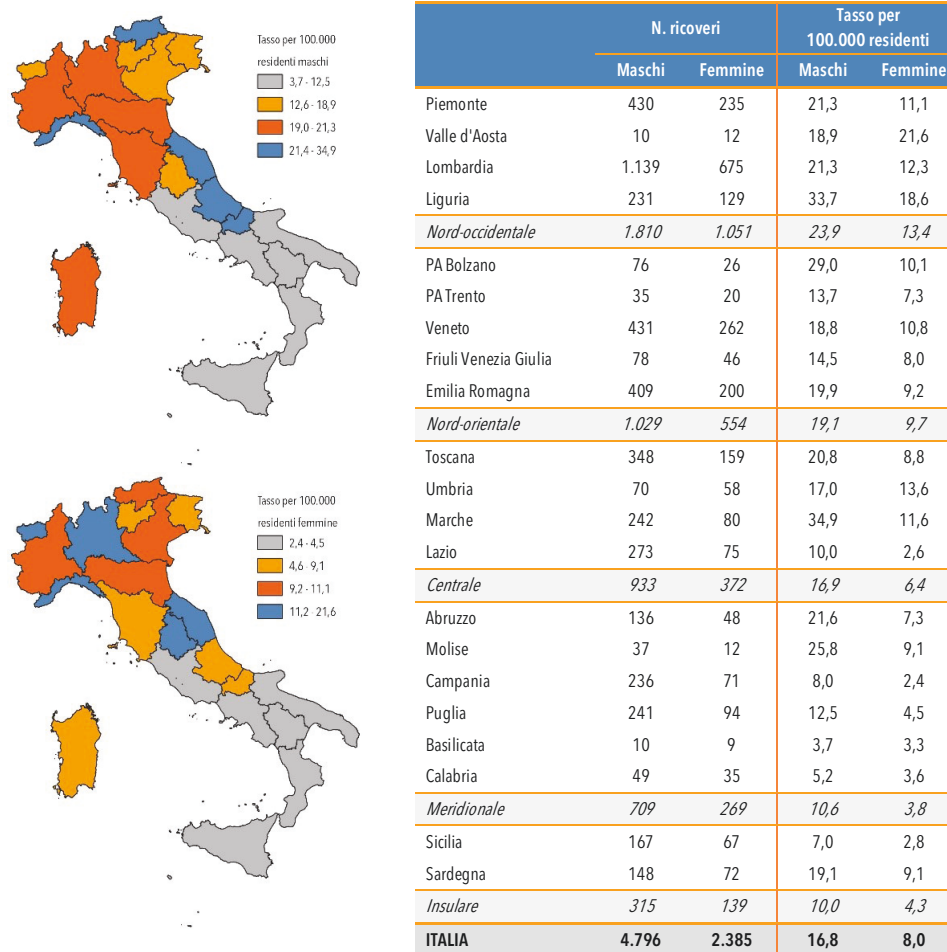 Tasso per 100.000
residenti maschi
3,7 - 12,5
12,6 - 18,9
19,0 - 21,3
21,4 - 34,9
Tasso per 100.000
residenti femmine
2,4 - 4,5
4,6 - 9,1
9,2 - 11,1
11,2 - 21,6
N. ricoveri Tasso per 100.000 residenti
Maschi Femmine Maschi Femmine
Piemonte 430 235 21,3 11,1
Valle d'Aosta 10 12 18,9 21,6
Lombardia 1.139 675 21,3 12,3
Liguria 231 129 33,7 18,6
Nord-occidentale 1.810 1.051 23,9 13,4
PA Bolzano 76 26 29,0 10,1
PA Trento 35 20 13,7 7,3
Veneto 431 262 18,8 10,8
Friuli Venezia Giulia 78 46 14,5 8,0
Emilia Romagna 409 200 19,9 9,2
Nord-orientale 1.029 554 19,1 9,7
Toscana 348 159 20,8 8,8
Umbria 70 58 17,0 13,6
Marche 242 80 34,9 11,6
Lazio 273 75 10,0 2,6
Centrale 933 372 16,9 6,4
Abruzzo 136 48 21,6 7,3
Molise 37 12 25,8 9,1
Campania 236 71 8,0 2,4
Puglia 241 94 12,5 4,5
Basilicata 10 9 3,7 3,3
Calabria 49 35 5,2 3,6
Meridionale 709 269 10,6 3,8
Sicilia 167 67 7,0 2,8
Sardegna 148 72 19,1 9,1
Insulare 315 139 10,0 4,3
ITALIA 4.796 2.385 16,8 8,0